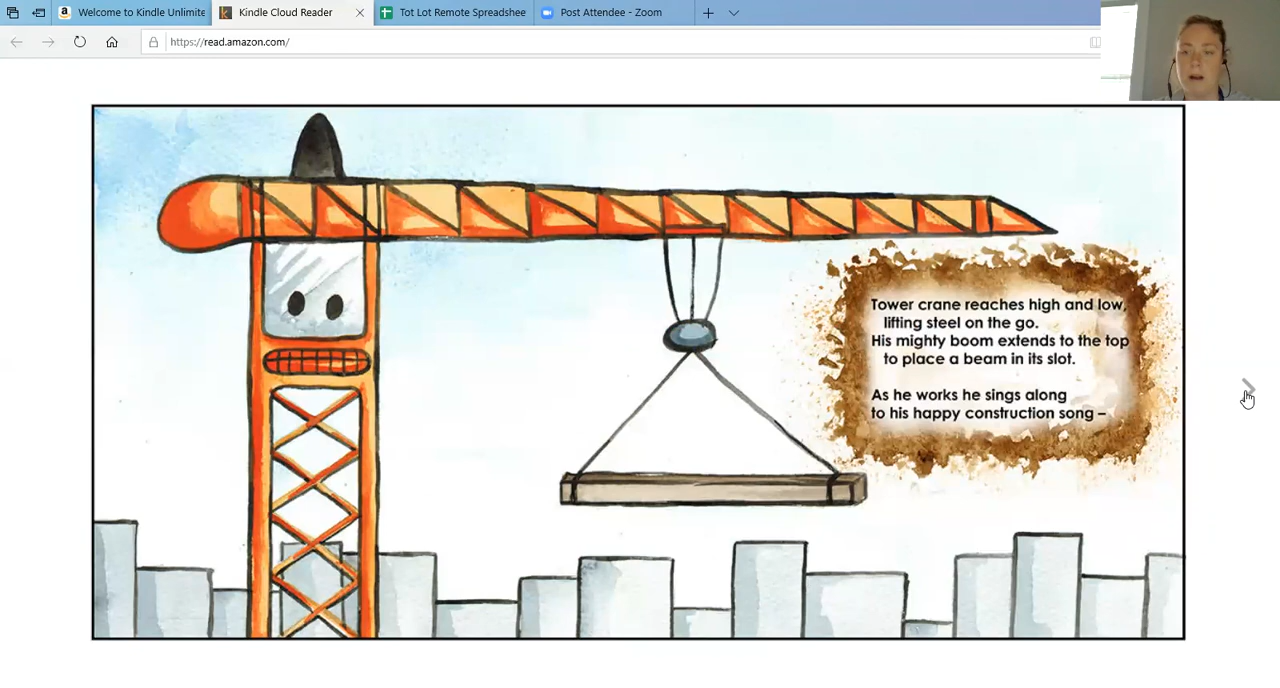 Welcome to Kindle Unlimite
Kindle Cloud Reader
Tot Lot Remote Spreadshee
Post Attendee - Zoom
https://read.amazon.com/
Tower crane reaches high and low,
lifting steel on the go.
His mighty boom extends to the top
to place a beam in its slot.
As he works he sings along
to his happy construction song –